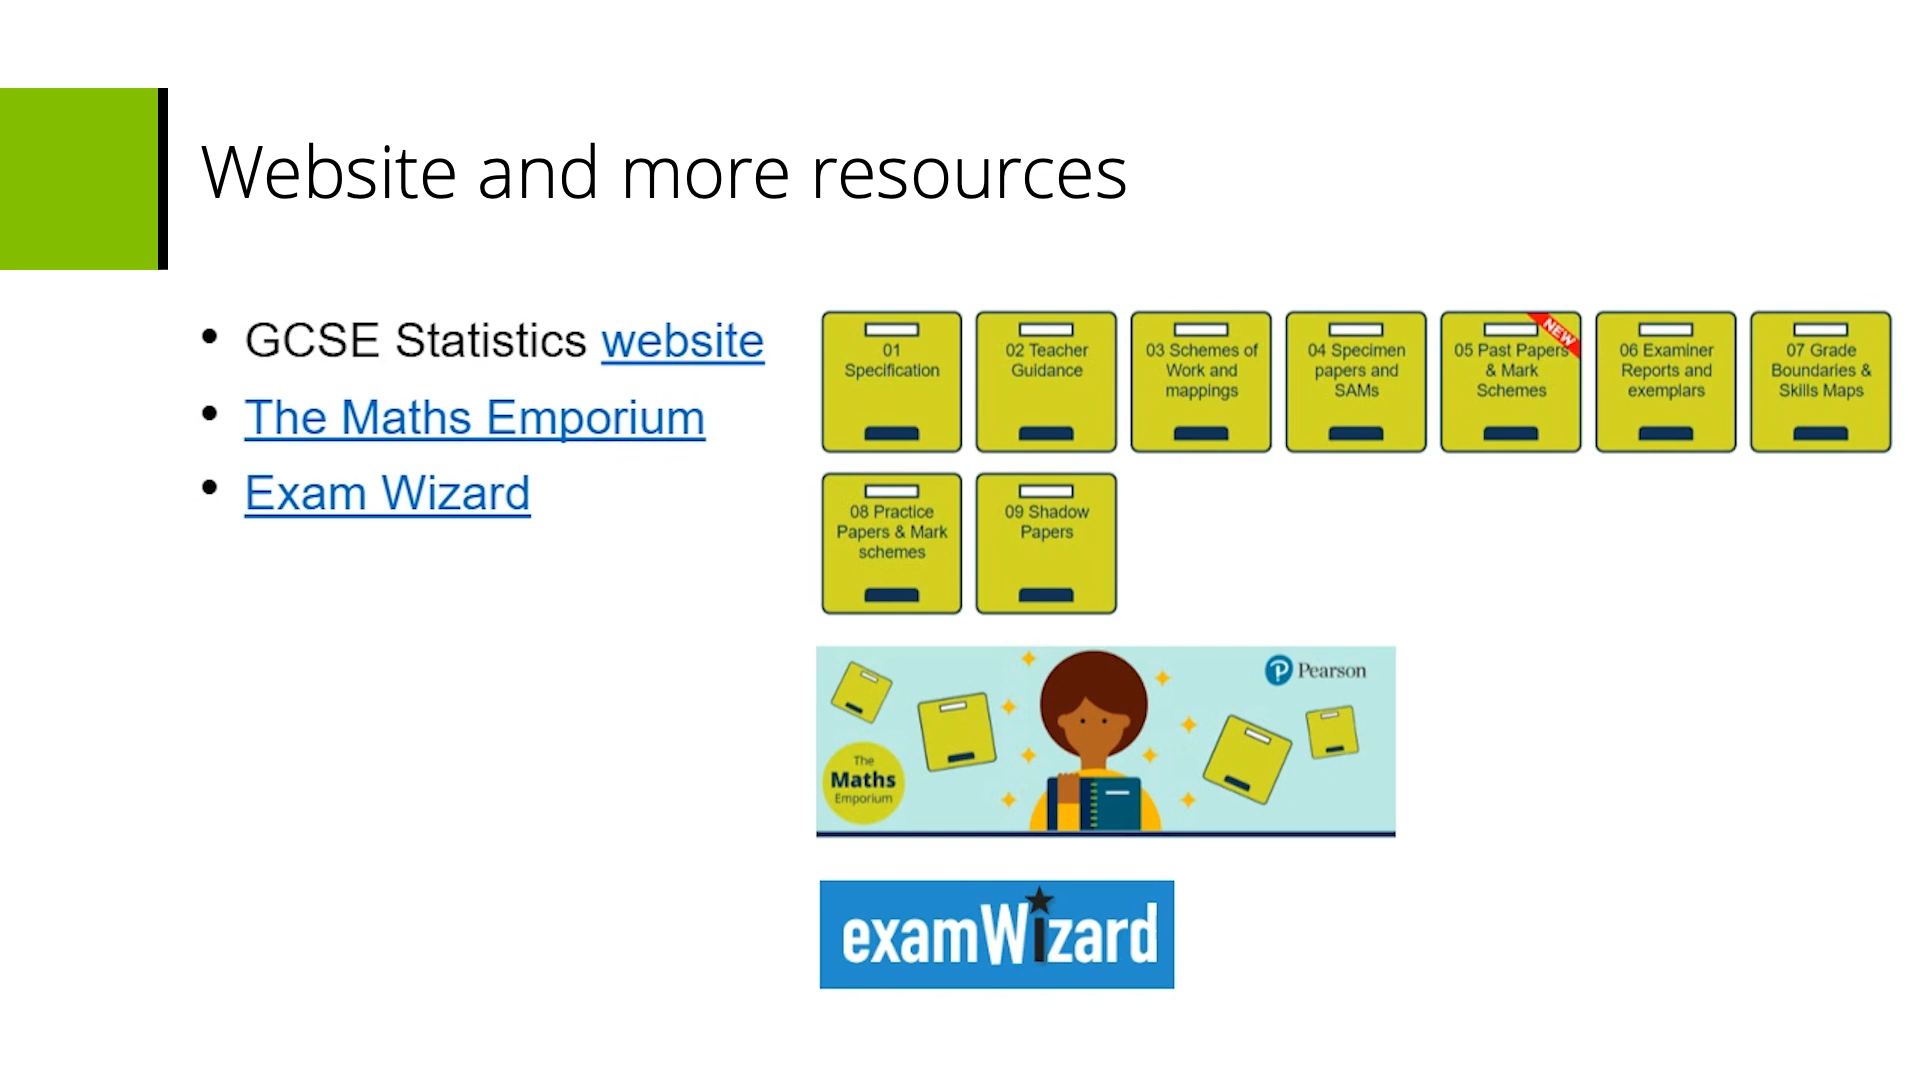 Website and more resources
• GCSE Statistics website
• The Maths Emporium
• Exam Wizard
01
Specification
02 Teacher
Guidance
03 Schemes of
Work and
mappings
04 Specimen
papers and
SAMs
NEW
05 Past Papers
& Mark
Schemes
06 Examiner
Reports and
exemplars
07 Grade
Boundaries &
Skills Maps
08 Practice
Papers & Mark
schemes
09 Shadow
Papers
Pearson
The
Maths
Emporium
examWizard